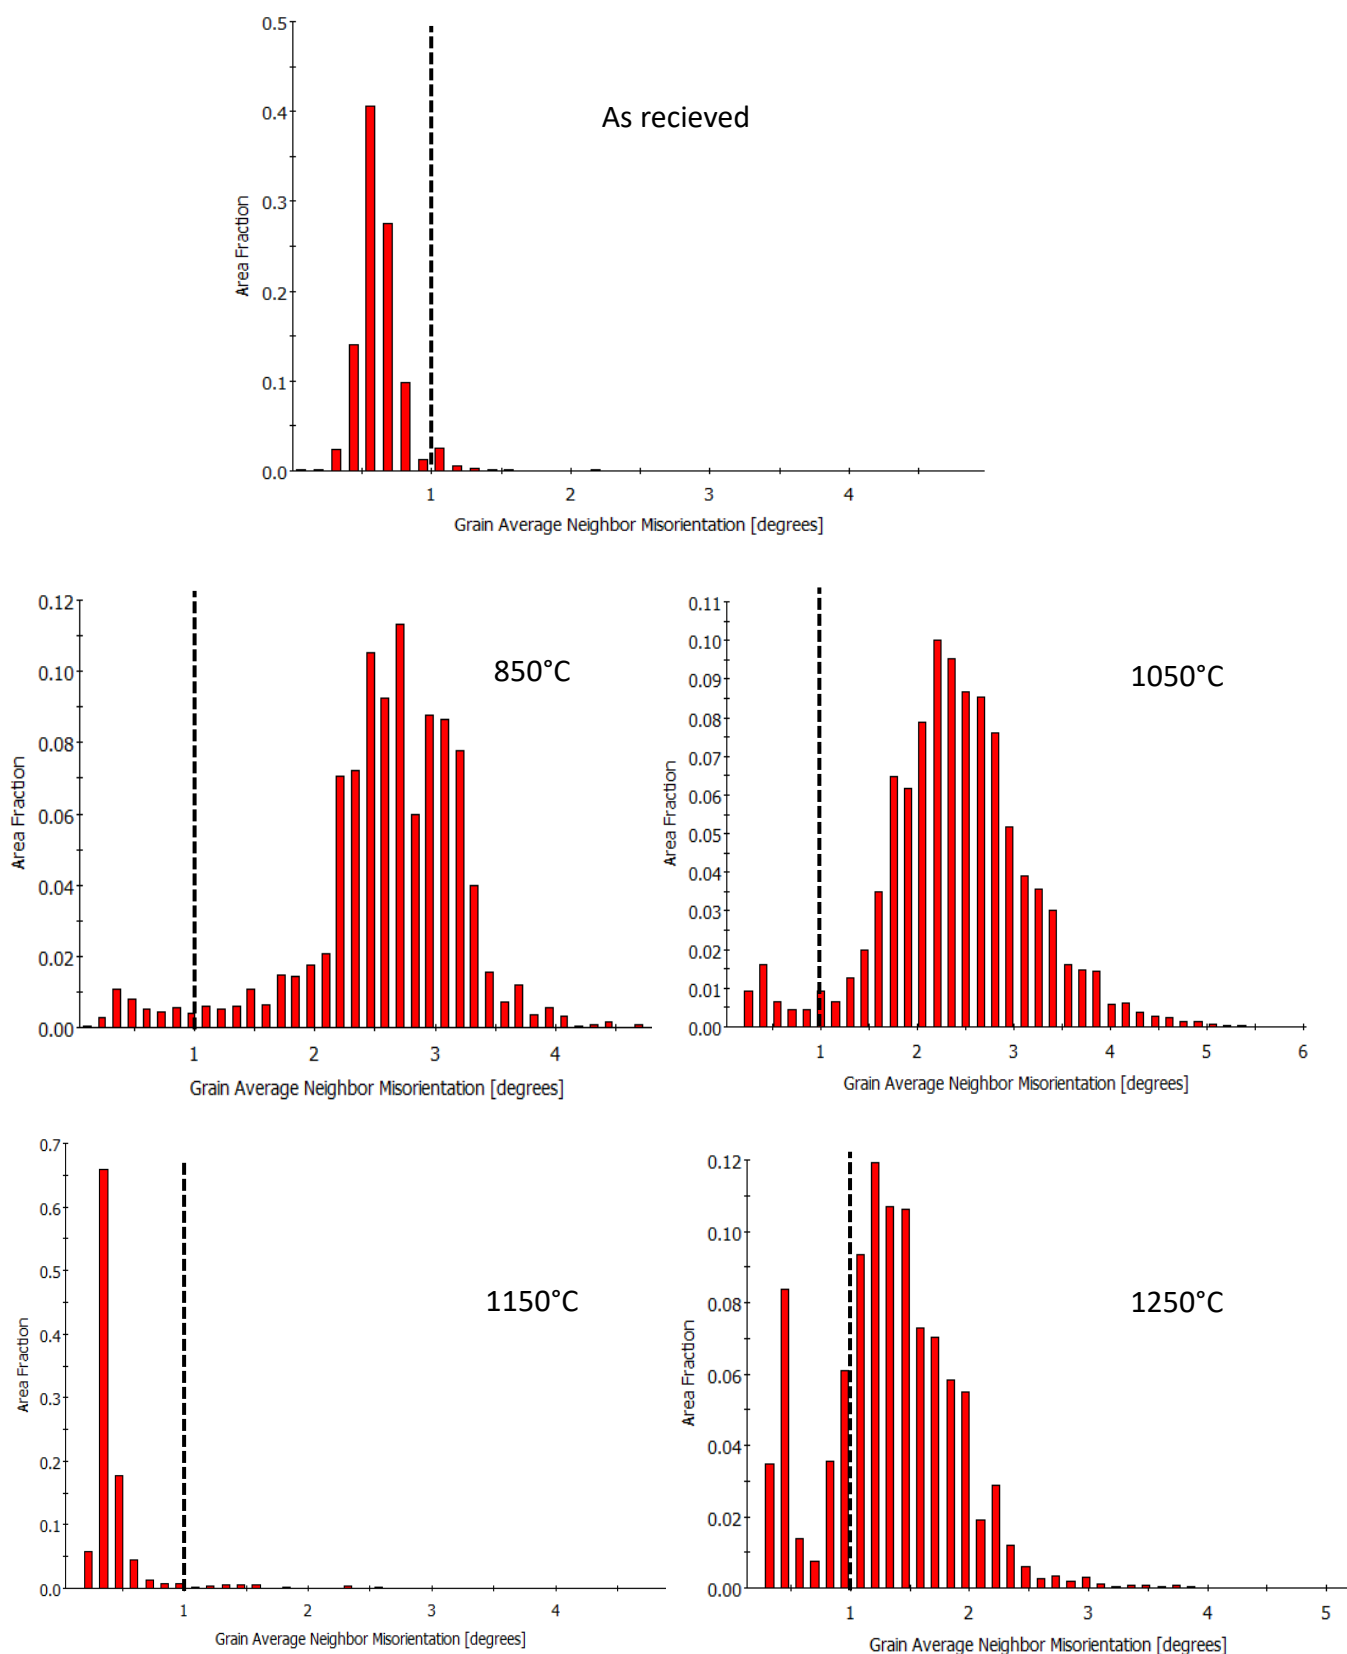 0.5
0.4
0.3
0.2
0.1
0.0
Area Fraction
As recieved
1 2 3 4
Grain Average Neighbor Misorientation [degrees]
0.12
0.10
0.08
0.06
0.04
0.02
0.00
Area Fraction
850°C
1 2 3 4
Grain Average Neighbor Misorientation [degrees]
0.11
0.10
0.09
0.08
0.07
0.06
0.05
0.04
0.03
0.02
0.01
0.00
Area Fraction
1050°C
1 2 3 4 5 6
Grain Average Neighbor Misorientation [degrees]
0.7
0.6
0.5
0.4
0.3
0.2
0.1
0.0
Area Fraction
1150°C
1 2 3 4
Grain Average Neighbor Misorientation [degrees]
0.12
0.10
0.08
0.06
0.04
0.02
0.00
Area Fraction
1250°C
1 2 3 4 5
Grain Average Neighbor Misorientation [degrees]